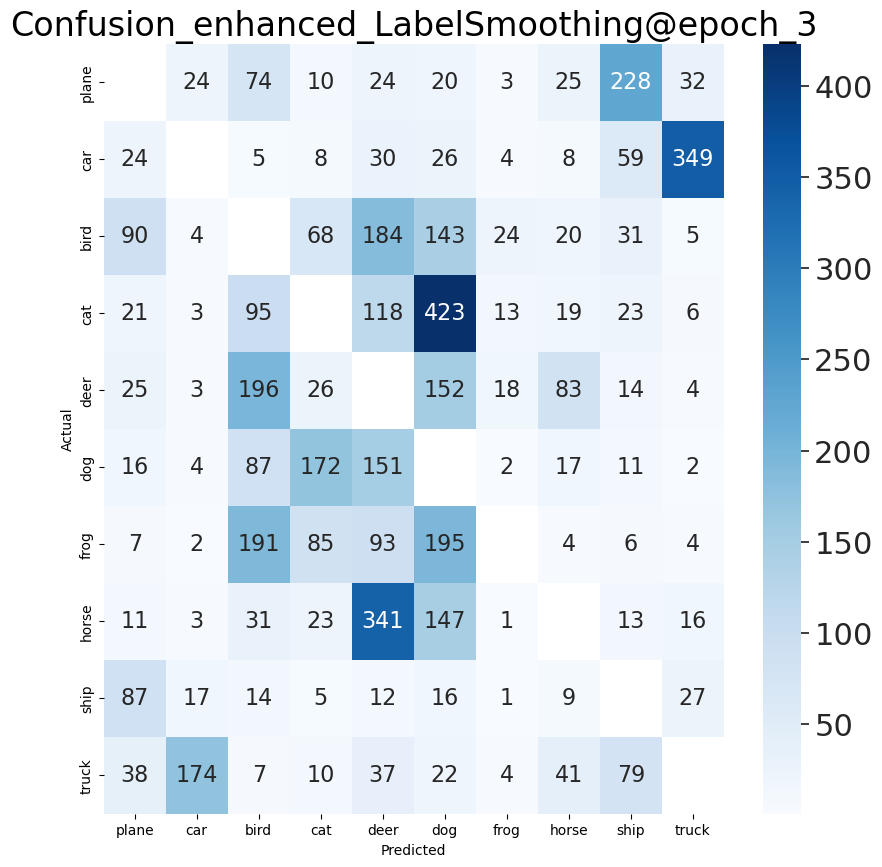 Confusion_enhanced_LabelSmoothing@epoch_3
plane 24 74 10 24 20 3 25 228 32
car 24 5 8 30 26 4 8 59 349
bird 90 4 68 184 143 24 20 31 5
cat 21 3 95 118 423 13 19 23 6
deer 25 3 196 26 152 18 83 14 4
Actual
dog 16 4 87 172 151 2 17 11 2
frog 7 2 191 85 93 195 4 6 4
horse 11 3 31 23 341 147 1 13 16
ship 87 17 14 5 12 16 1 9 27
truck 38 174 7 10 37 22 4 41 79
plane car bird cat deer dog frog horse ship truck
Predicted
400
350
300
250
200
150
100
50